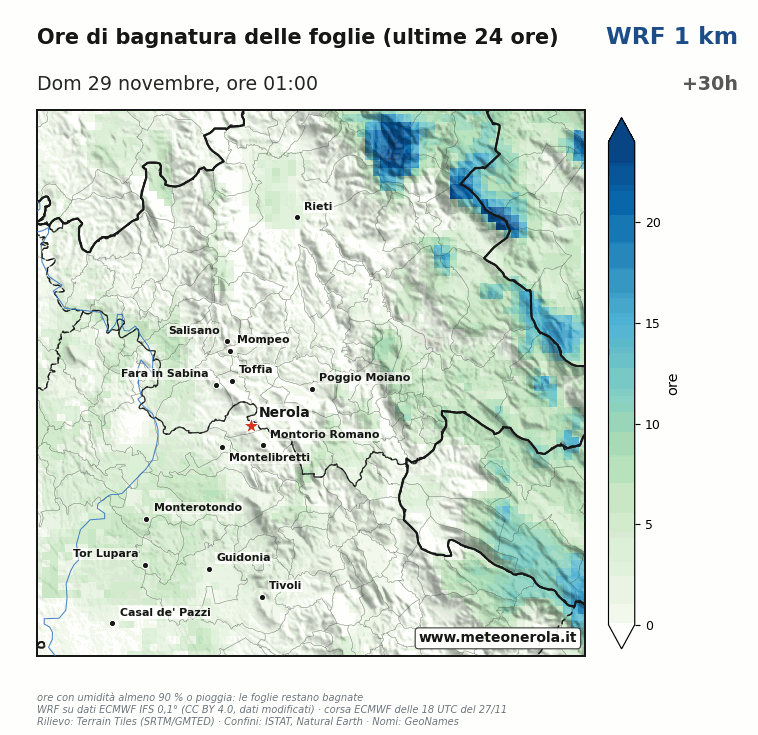 Ore di bagnatura delle foglie (ultime 24 ore)
WRF 1 km
Dom 29 novembre, ore 01:00
+30h
Rieti
Salisano
Mompeo
Toffia
Fara in Sabina
Poggio Moiano
Nerola
Montorio Romano
Montelibretti
Monterotondo
Tor Lupara
Guidonia
Tivoli
Casal de' Pazzi
www.meteonerola.it
20
15
10
5
0
ore
ore con umidità almeno 90 % o pioggia: le foglie restano bagnate
WRF su dati ECMWF IFS 0,1° (CC BY 4.0, dati modificati) · corsa ECMWF delle 18 UTC del 27/11
Rilievo: Terrain Tiles (SRTM/GMTED) · Confini: ISTAT, Natural Earth · Nomi: GeoNames